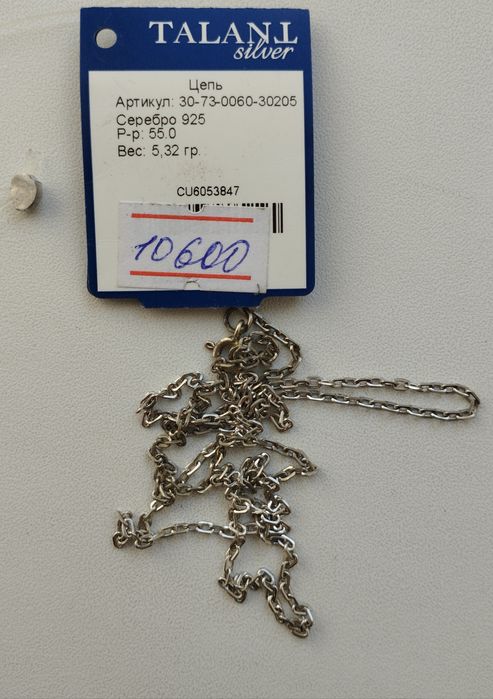 TALANT
silver
Цепь
Артикул: 30-73-0060-30205
Серебро 925
Р-р: 55.0
Вес: 5,32 гр.
CU6053847
10600